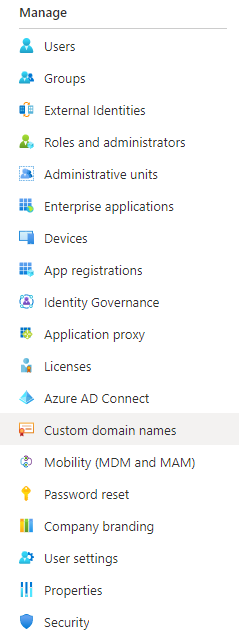 Manage
Users
Groups
External Identities
Roles and administrators
Administrative units
Enterprise applications
Devices
App registrations
Identity Governance
Application proxy
Licenses
Azure AD Connect
Custom domain names
Mobility (MDM and MAM)
Password reset
Company branding
User settings
Properties
Security